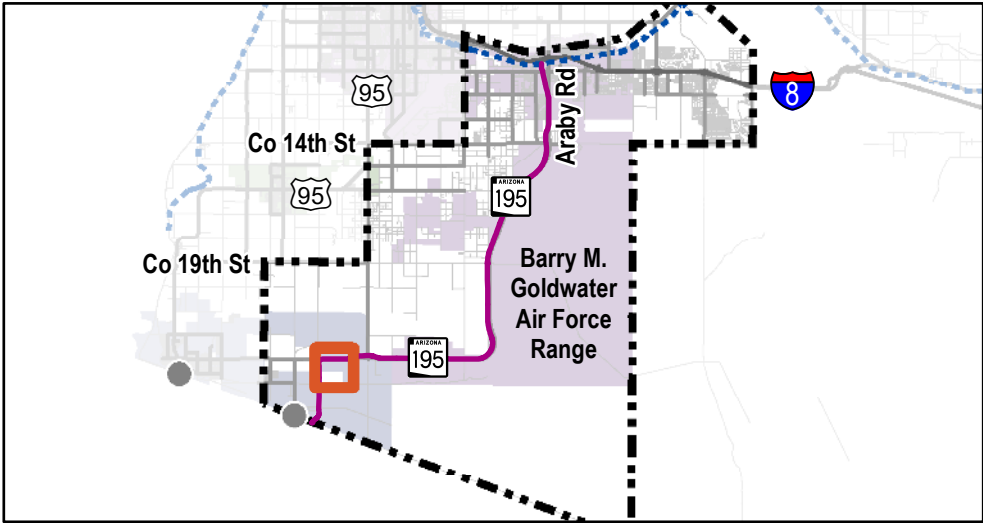 95
8
Araby Rd
Co 14th St
95
ARIZONA
195
Co 19th St
Barry M.
Goldwater
Air Force
Range
ARIZONA
195